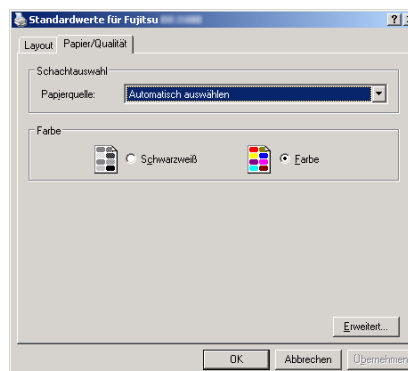 Standardwerte für Fujitsu
Layout
Papier/Qualität
Schachtauswahl
Papierquelle:
Automatisch auswählen
Farbe
Schwarzweiß
Farbe
Erweitert...
OK
Abbrechen
Übernehmen